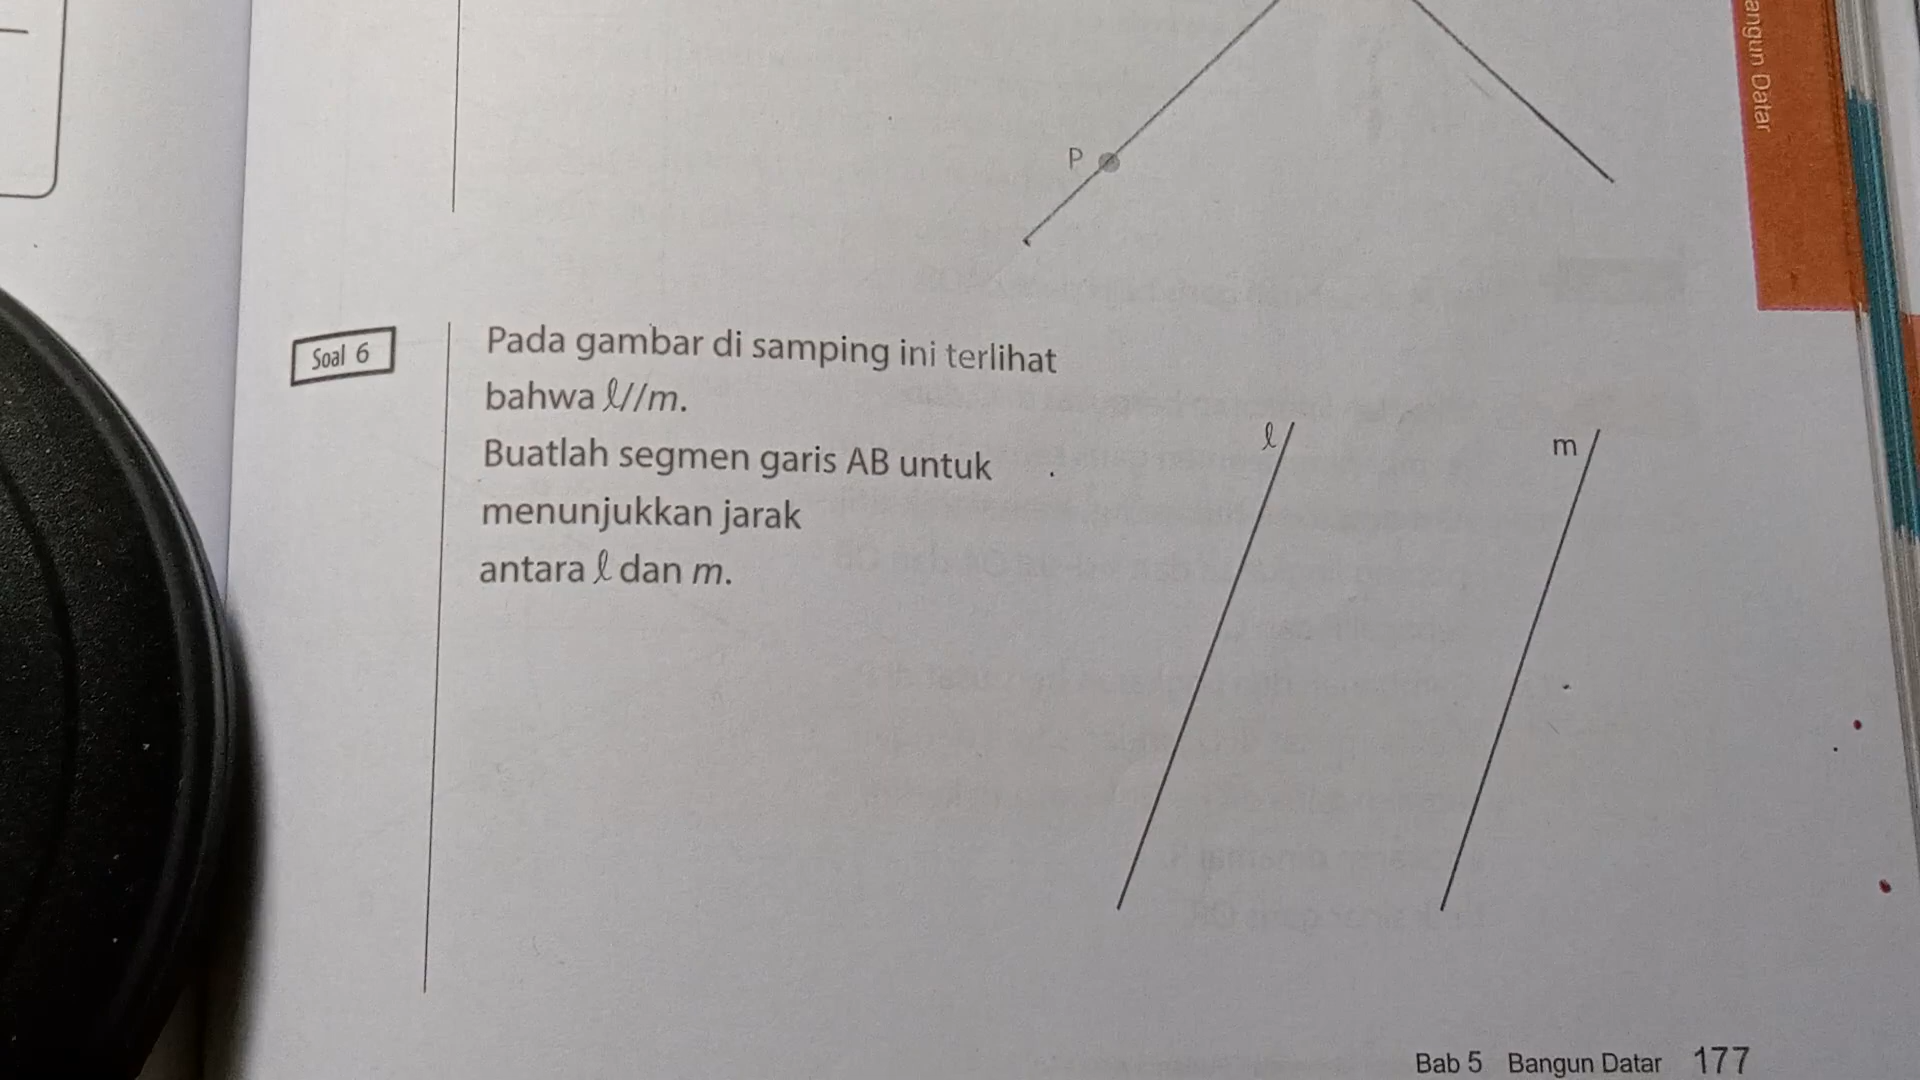 angun Datar
P
Soal 6
Pada gambar di samping ini terlihat
bahwa ℓ//m.
Buatlah segmen garis AB untuk
menunjukkan jarak
antara ℓ dan m.
ℓ
m
Bab 5 Bangun Datar 177